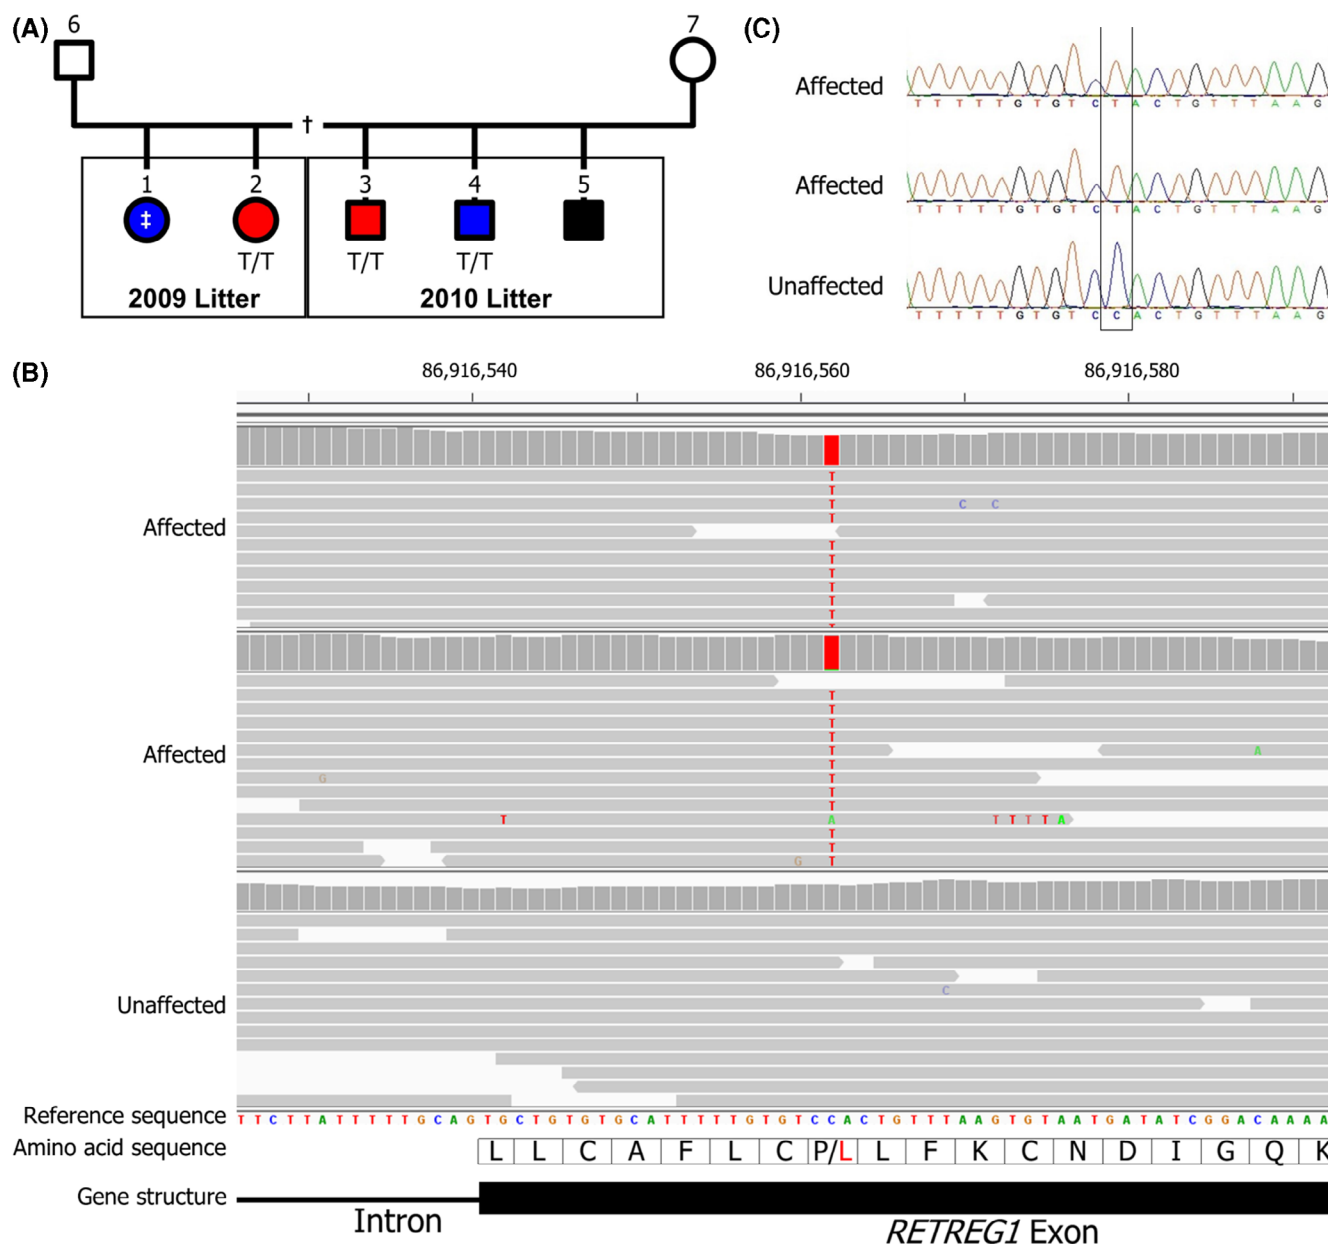 (A)
6
7
†
1
2
3
4
5
‡
T/T
T/T
T/T
2009 Litter
2010 Litter
(C)
Affected
T T T T T G T G T C T A C T G T T T A A G
Affected
T T T T T G T G T C T A C T G T T T A A G
Unaffected
T T T T T G T G T C C A C T G T T T A A G
(B)
86,916,540 86,916,560 86,916,580
Affected
T
T
T C C
T
T
T
T
T
T
T
T
Affected
T
T
T
T
T A
T
G T
T
T
T A T T T T A
T
T
G T
Unaffected
C
Reference sequence T T C T T A T T T T T G C A G T G C T G T G T G C A T T T T T G T G T C C A C T G T T T A A G T G T A A T G A T A T C G G A C A A A A
Amino acid sequence L L C A F L C P/L L F K C N D I G Q K
Gene structure
Intron
RETREG1 Exon